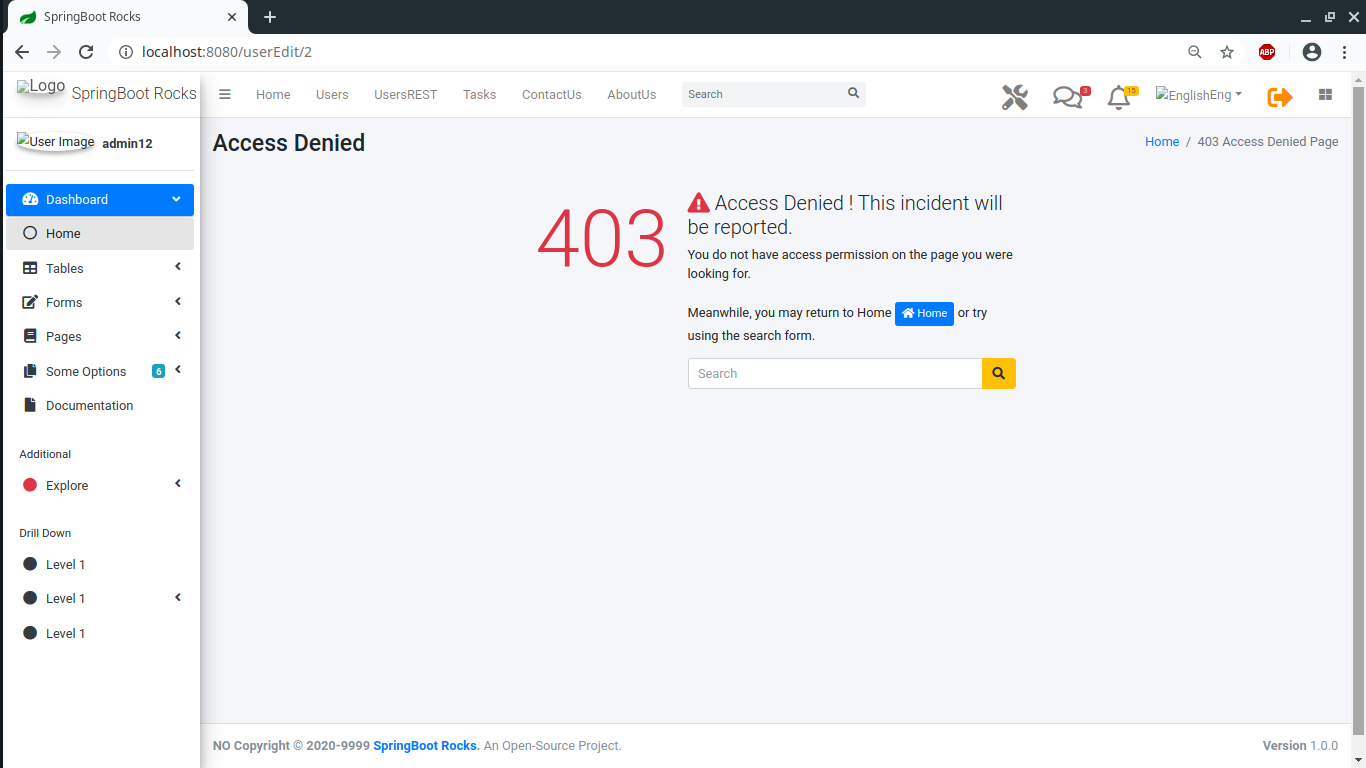 SpringBoot Rocks
localhost:8080/userEdit/2
ABP
Logo SpringBoot Rocks
Home Users UsersREST Tasks ContactUs AboutUs Search 3 15 EnglishEng
User Image admin12
Access Denied
Home / 403 Access Denied Page
Dashboard
Home
Tables
Forms
Pages
Some Options 6
Documentation
Additional
Explore
Drill Down
Level 1
Level 1
Level 1
403
Access Denied ! This incident will
be reported.
You do not have access permission on the page you were
looking for.
Meanwhile, you may return to Home Home or try
using the search form.
Search
NO Copyright © 2020-9999 SpringBoot Rocks. An Open-Source Project.
Version 1.0.0